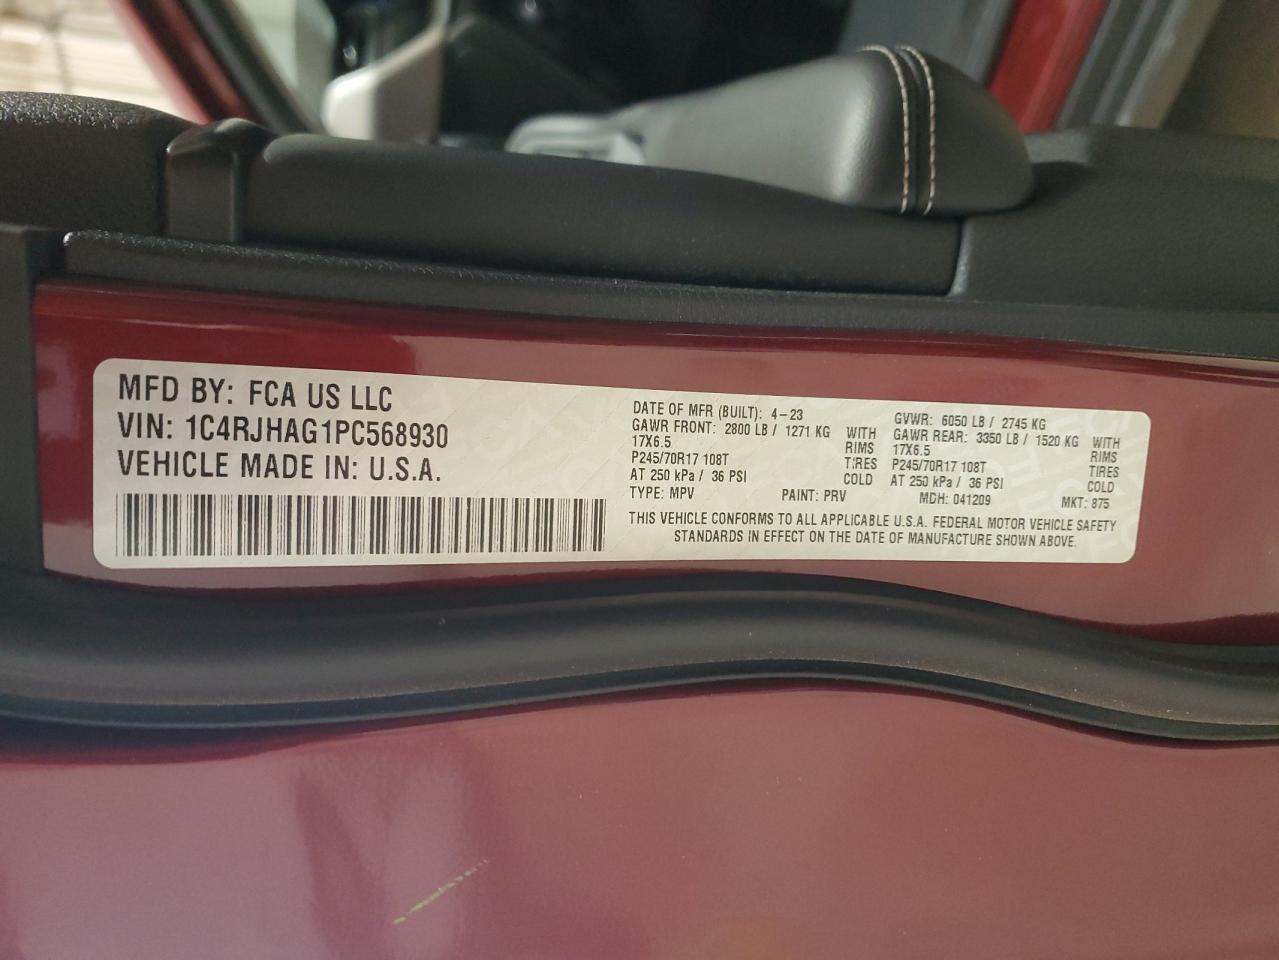 MFD BY: FCA US LLC
VIN: 1C4RJHAG1PC568930
VEHICLE MADE IN: U.S.A.
DATE OF MFR (BUILT): 4-23
GAWR FRONT: 2800 LB / 1271 KG WITH
17X6.5 RIMS
P245/70R17 108T TIRES
AT 250 kPa / 36 PSI COLD
TYPE: MPV PAINT: PRV
GVWR: 6050 LB / 2745 KG
GAWR REAR: 3350 LB / 1520 KG WITH
17X6.5 RIMS
P245/70R17 108T TIRES
AT 250 kPa / 36 PSI COLD
MDH: 041209 MKT: 875
THIS VEHICLE CONFORMS TO ALL APPLICABLE U.S.A. FEDERAL MOTOR VEHICLE SAFETY
STANDARDS IN EFFECT ON THE DATE OF MANUFACTURE SHOWN ABOVE.